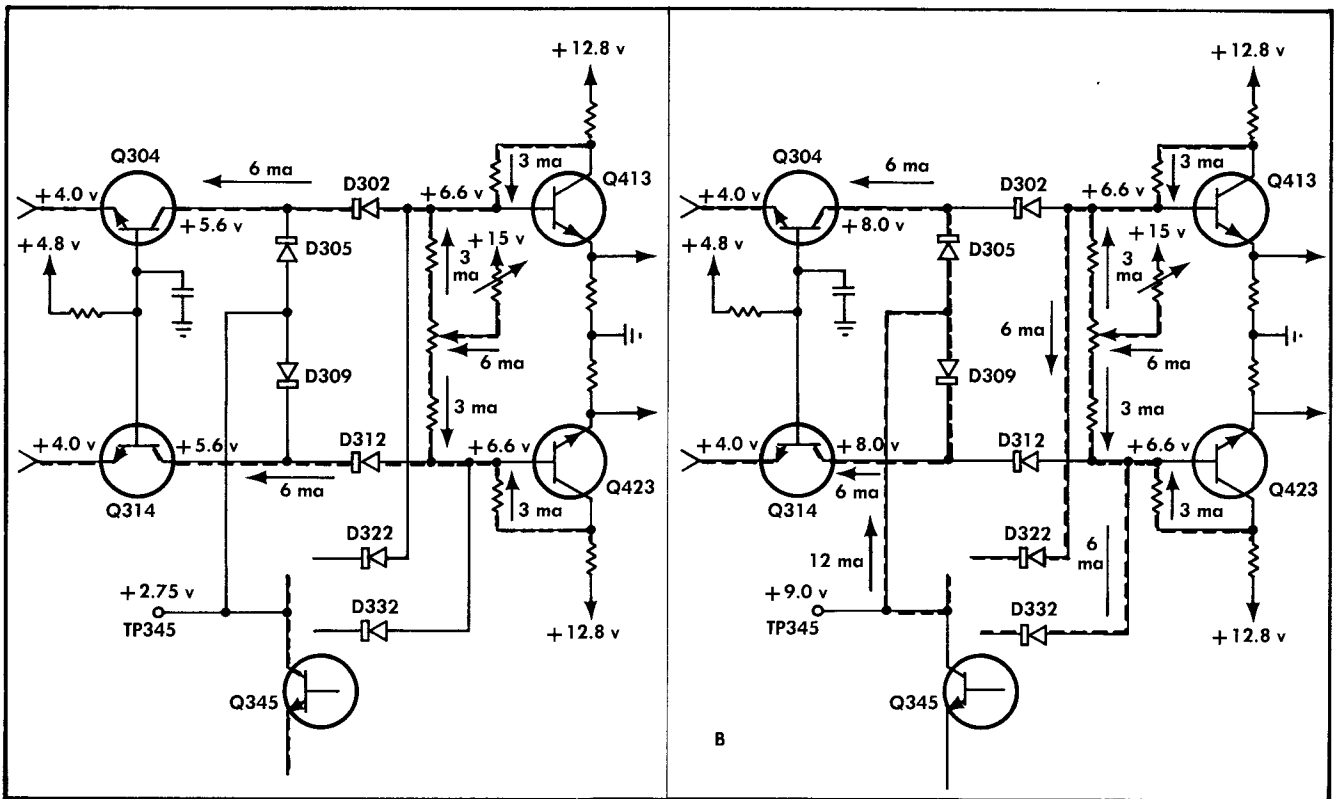 +12.8 v
Q304
6 ma
D302
3 ma
Q413
+4.0 v
+5.6 v
+6.6 v
+4.8 v
D305
3
ma
+15 v
6 ma
D309
3 ma
+4.0 v
+5.6 v
D312
+6.6 v
Q314
6 ma
3 ma
Q423
D322
+2.75 v
TP345
D332
+12.8 v
Q345
+12.8 v
Q304
6 ma
D302
3 ma
Q413
+4.0 v
+8.0 v
+6.6 v
+4.8 v
D305
3
ma
+15 v
6 ma
6 ma
D309
3 ma
+4.0 v
+8.0 v
D312
+6.6 v
Q314
6 ma
3 ma
Q423
12 ma
D322
6
ma
+9.0 v
TP345
D332
+12.8 v
Q345
B